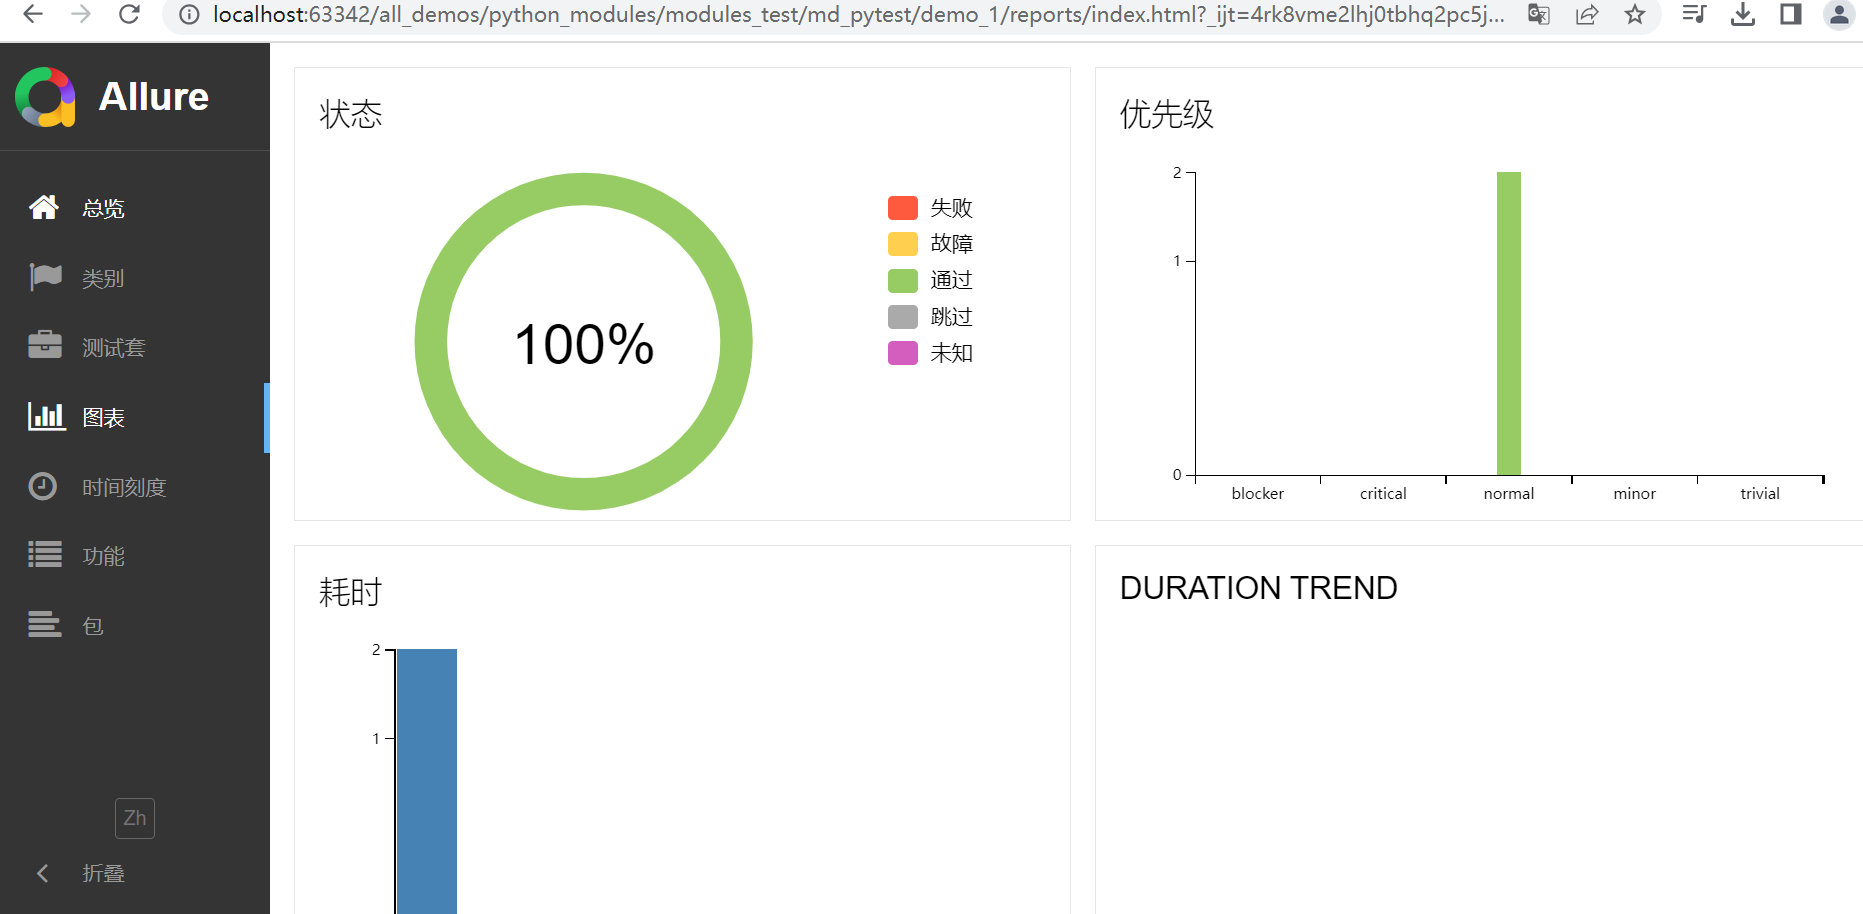 localhost:63342/all_demos/python_modules/modules_test/md_pytest/demo_1/reports/index.html?_ijt=4rk8vme2lhj0tbhq2pc5j...
Allure
总览
类别
测试套
图表
时间刻度
功能
包
Zh
折叠
状态
100%
失败
故障
通过
跳过
未知
优先级
2
1
0
blocker critical normal minor trivial
耗时
2
1
DURATION TREND